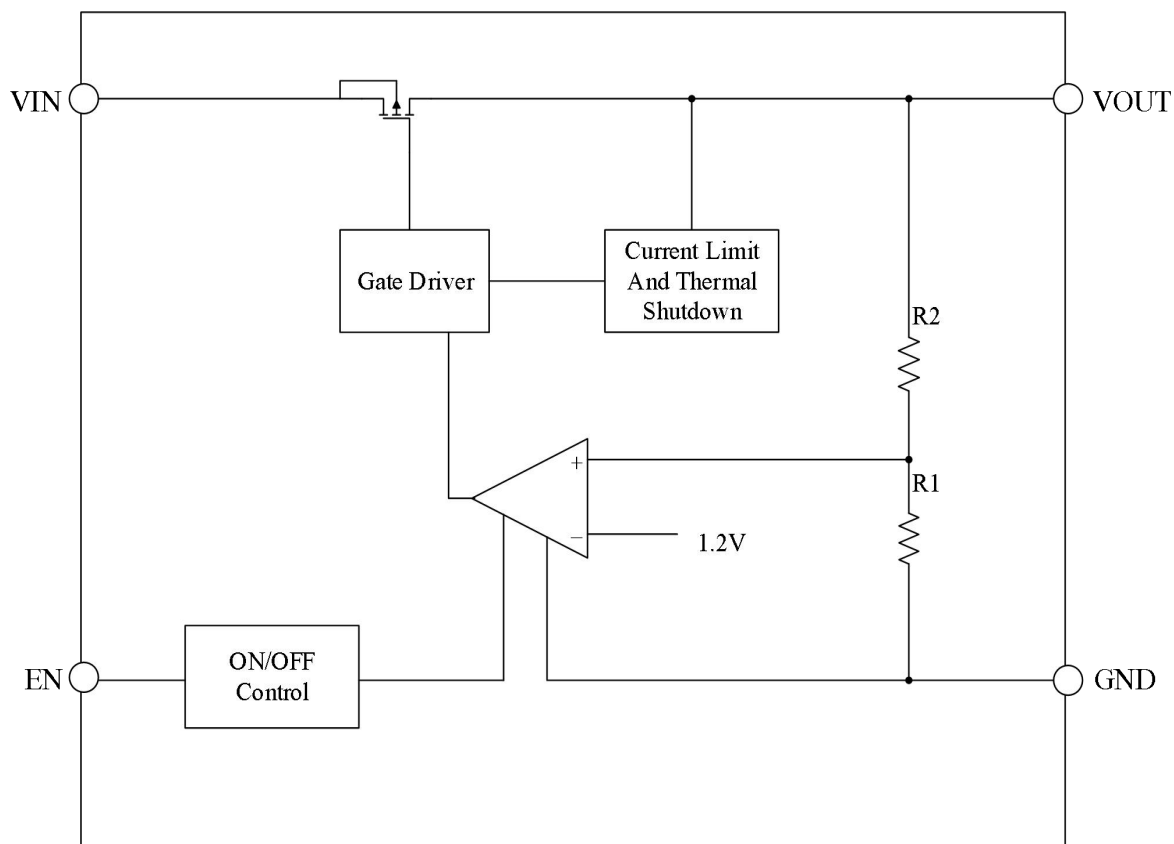 VIN
VOUT
Gate Driver
Current Limit
And Thermal
Shutdown
R2
+
R1
−
1.2V
EN
ON/OFF
Control
GND